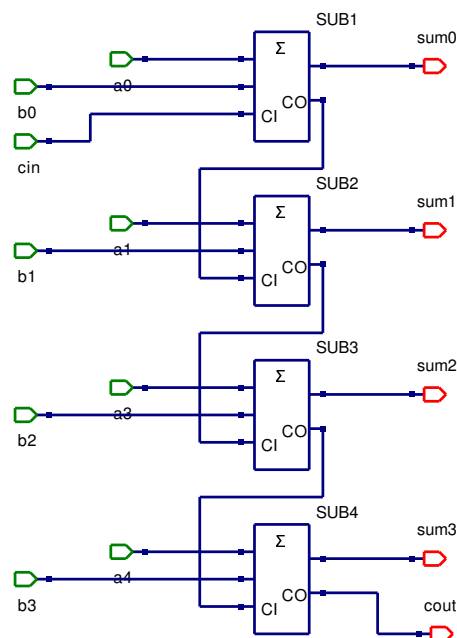 SUB1
sum0
Σ
a0
CO
b0
CI
cin
SUB2
sum1
Σ
a1
CO
b1
CI
SUB3
sum2
Σ
a3
CO
b2
CI
SUB4
sum3
Σ
a4
CO
b3
CI
cout